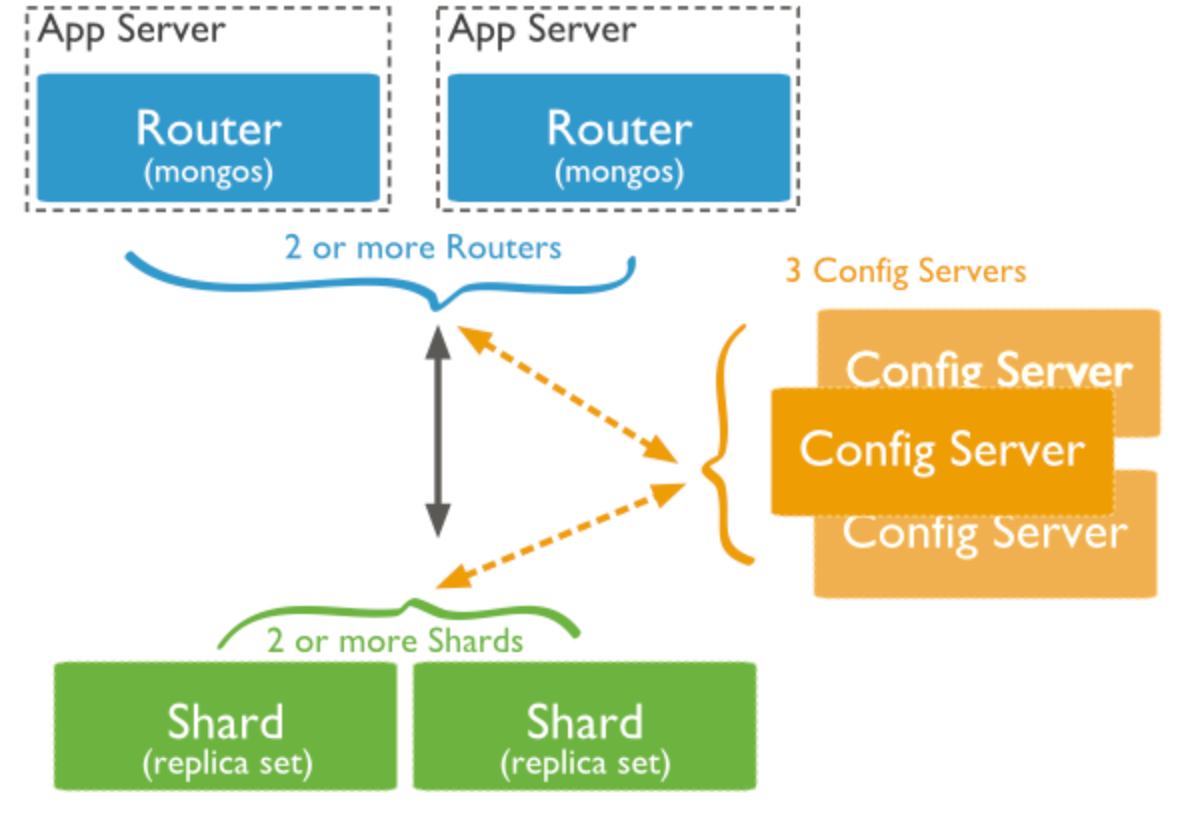 App Server
Router
(mongos)
App Server
Router
(mongos)
2 or more Routers
3 Config Servers
Config Server
Config Server
Config Server
2 or more Shards
Shard
(replica set)
Shard
(replica set)